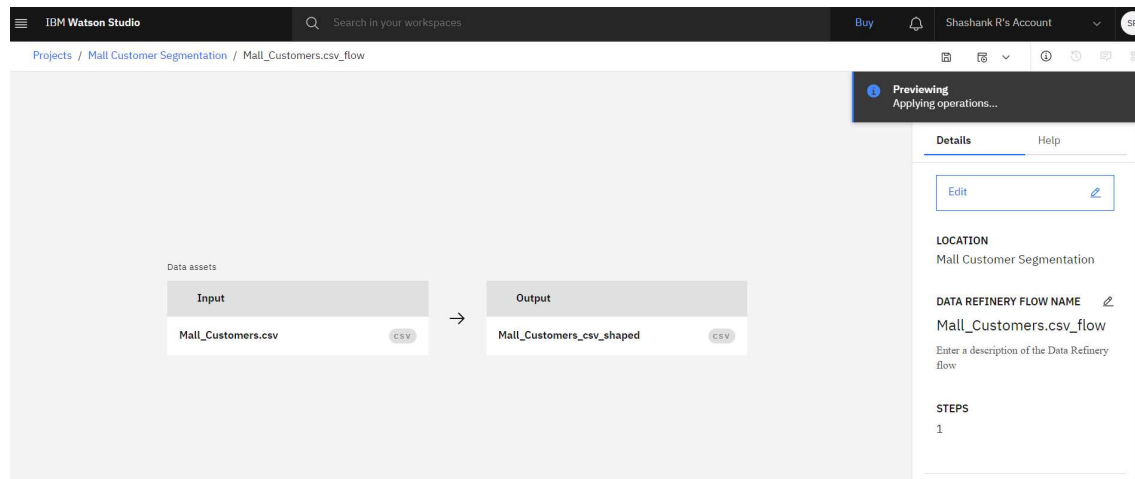 IBM Watson Studio
Search in your workspaces
Buy
Shashank R's Account
Projects / Mall Customer Segmentation / Mall_Customers.csv_flow
Previewing
Applying operations...
Details
Help
Edit
LOCATION
Mall Customer Segmentation
DATA REFINERY FLOW NAME
Mall_Customers.csv_flow
Enter a description of the Data Refinery
flow
STEPS
1
Data assets
Input
Output
Mall_Customers.csv
CSV
Mall_Customers_csv_shaped
CSV